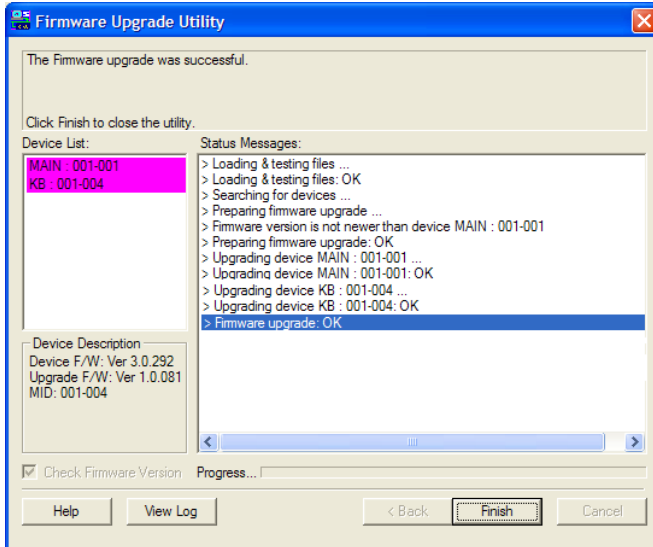 Firmware Upgrade Utility
The Firmware upgrade was successful.
Click Finish to close the utility.
Device List:
MAIN : 001-001
KB : 001-004
Status Messages:
> Loading & testing files ...
> Loading & testing files: OK
> Searching for devices ...
> Preparing firmware upgrade ...
> Firmware version is not newer than device MAIN : 001-001
> Preparing firmware upgrade: OK
> Upgrading device MAIN : 001-001 ...
> Upgrading device MAIN : 001-001: OK
> Upgrading device KB : 001-004 ...
> Upgrading device KB : 001-004: OK
> Firmware upgrade: OK
Device Description
Device F/W: Ver 3.0.292
Upgrade F/W: Ver 1.0.081
MID: 001-004
Check Firmware Version
Progress...
Help
View Log
< Back
Finish
Cancel